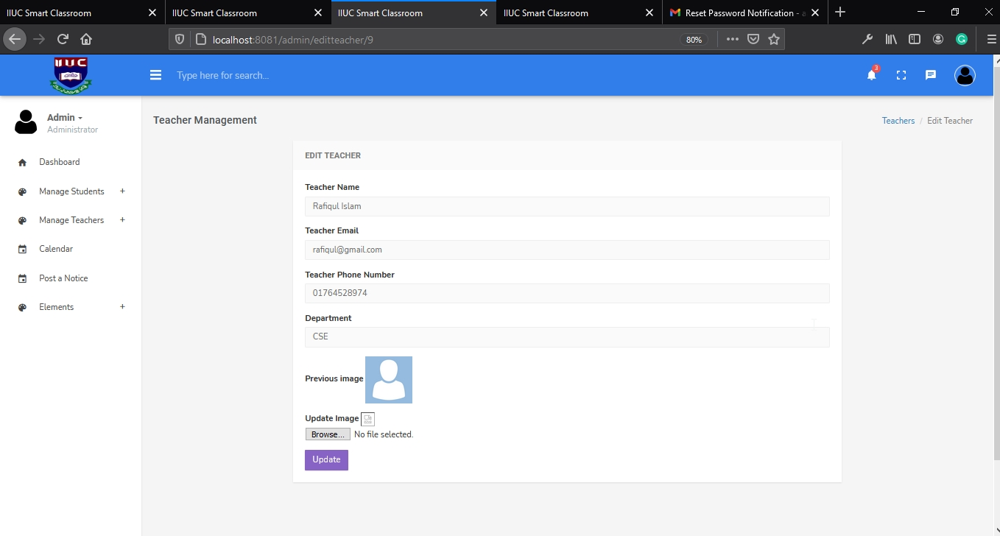 IIUC Smart Classroom
IIUC Smart Classroom
IIUC Smart Classroom
IIUC Smart Classroom
Reset Password Notification - a
localhost:8081/admin/editteacher/9
80%
IIUC
Type here for search...
3
Admin
Administrator
Dashboard
Manage Students +
Manage Teachers +
Calendar
Post a Notice
Elements +
Teacher Management
Teachers / Edit Teacher
EDIT TEACHER
Teacher Name
Rafiqul Islam
Teacher Email
rafiqul@gmail.com
Teacher Phone Number
01764528974
Department
CSE
Previous image
Update Image
Browse... No file selected.
Update